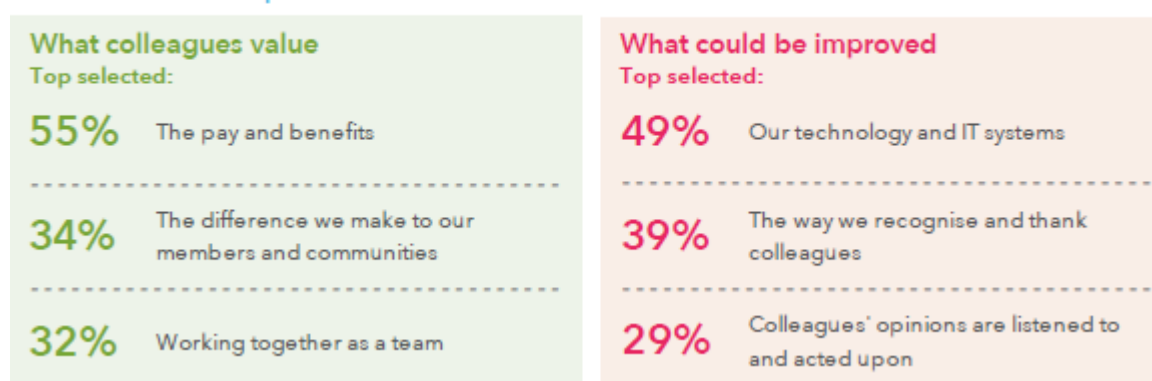 What colleagues value
Top selected:
55% The pay and benefits
34% The difference we make to our
members and communities
32% Working together as a team
What could be improved
Top selected:
49% Our technology and IT systems
39% The way we recognise and thank
colleagues
29% Colleagues' opinions are listened to
and acted upon